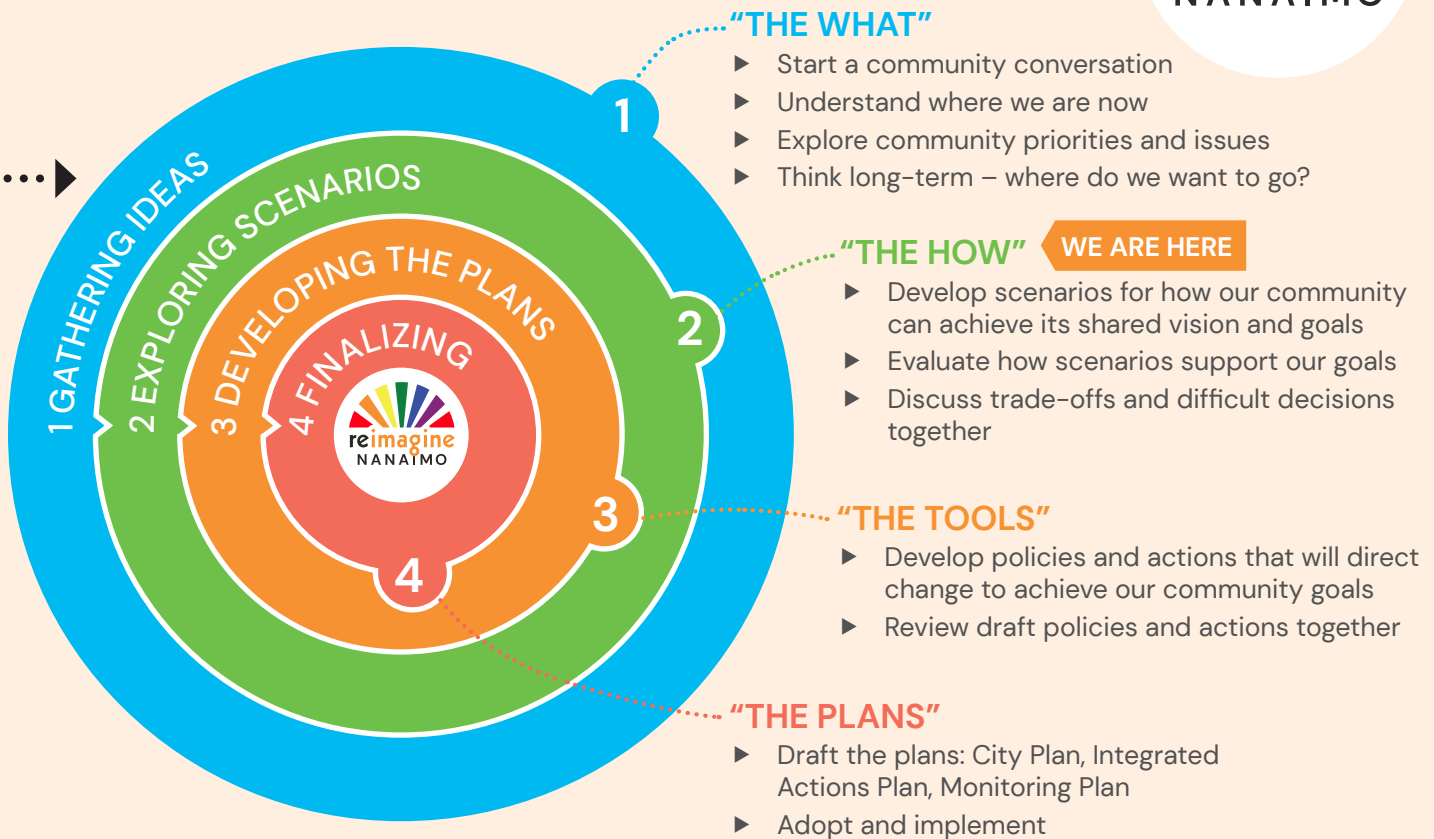 NANAIMO
"THE WHAT"
▶ Start a community conversation
▶ Understand where we are now
▶ Explore community priorities and issues
▶ Think long-term – where do we want to go?
1
1 GATHERING IDEAS
2 EXPLORING SCENARIOS
3 DEVELOPING THE PLANS
4 FINALIZING
reimagine
NANAIMO
"THE HOW"
WE ARE HERE
2
▶ Develop scenarios for how our community
can achieve its shared vision and goals
▶ Evaluate how scenarios support our goals
▶ Discuss trade-offs and difficult decisions
together
3
"THE TOOLS"
▶ Develop policies and actions that will direct
change to achieve our community goals
▶ Review draft policies and actions together
4
"THE PLANS"
▶ Draft the plans: City Plan, Integrated
Actions Plan, Monitoring Plan
▶ Adopt and implement